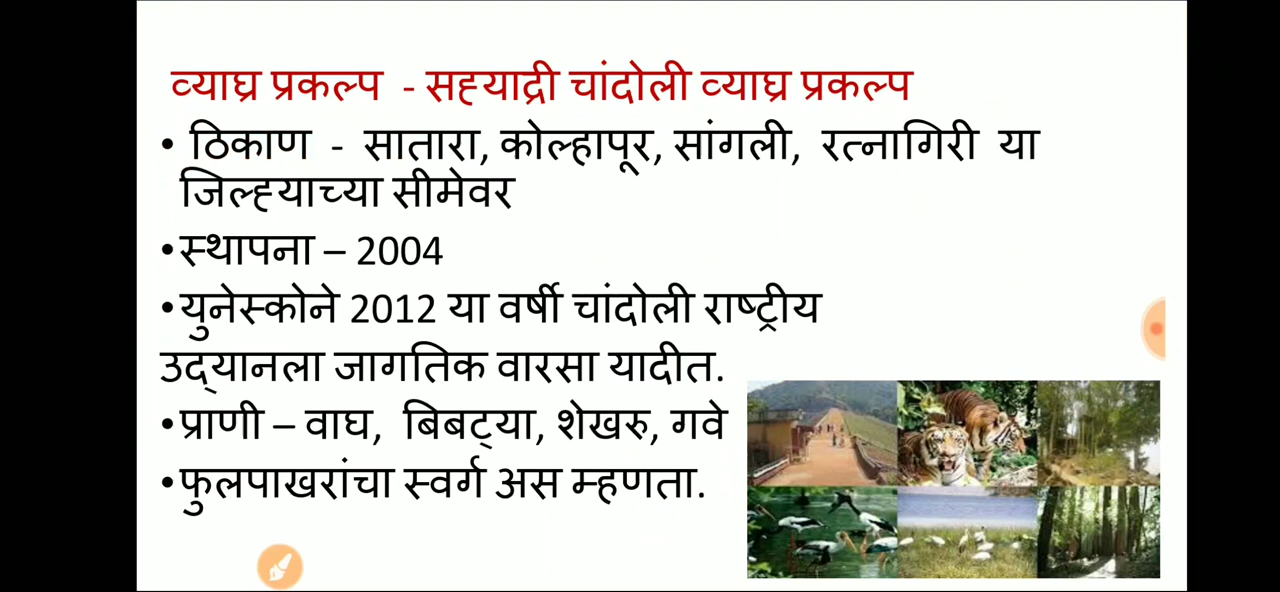 व्याघ्र प्रकल्प - सह्याद्री चांदोली व्याघ्र प्रकल्प
• ठिकाण - सातारा, कोल्हापूर, सांगली, रत्नागिरी या
जिल्ह्याच्या सीमेवर
• स्थापना – 2004
• युनेस्कोने 2012 या वर्षी चांदोली राष्ट्रीय
उद्यानला जागतिक वारसा यादीत.
• प्राणी – वाघ, बिबट्या, शेखरु, गवे
• फुलपाखरांचा स्वर्ग अस म्हणता.